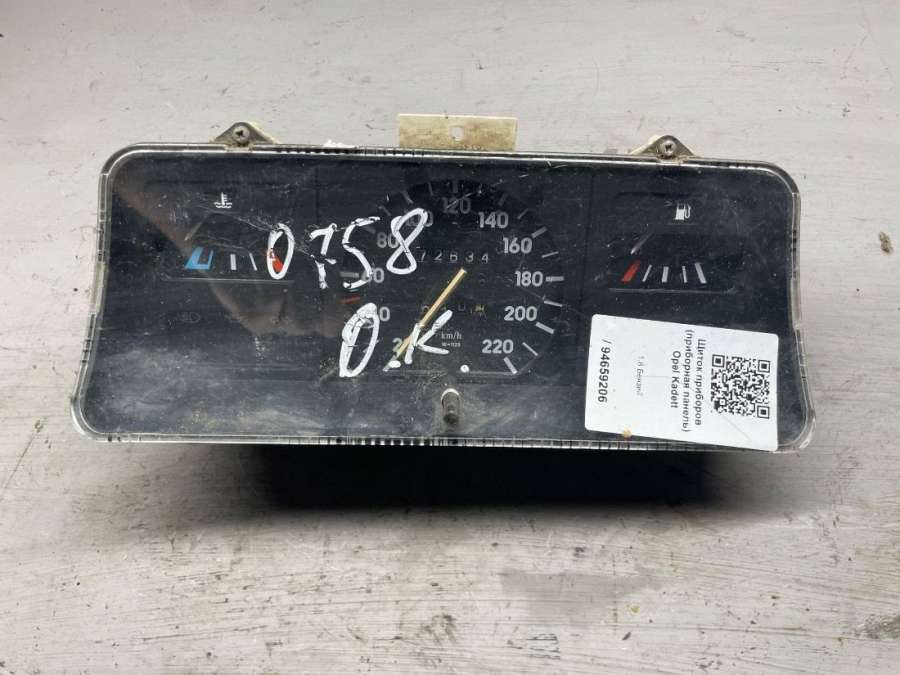 120
140
80
160
0758
72634
60
180
200
O.K.
km/h
220
Щиток приборов
(приборная панель)
Opel Kadett
1.6 Бензин
/ 94659206